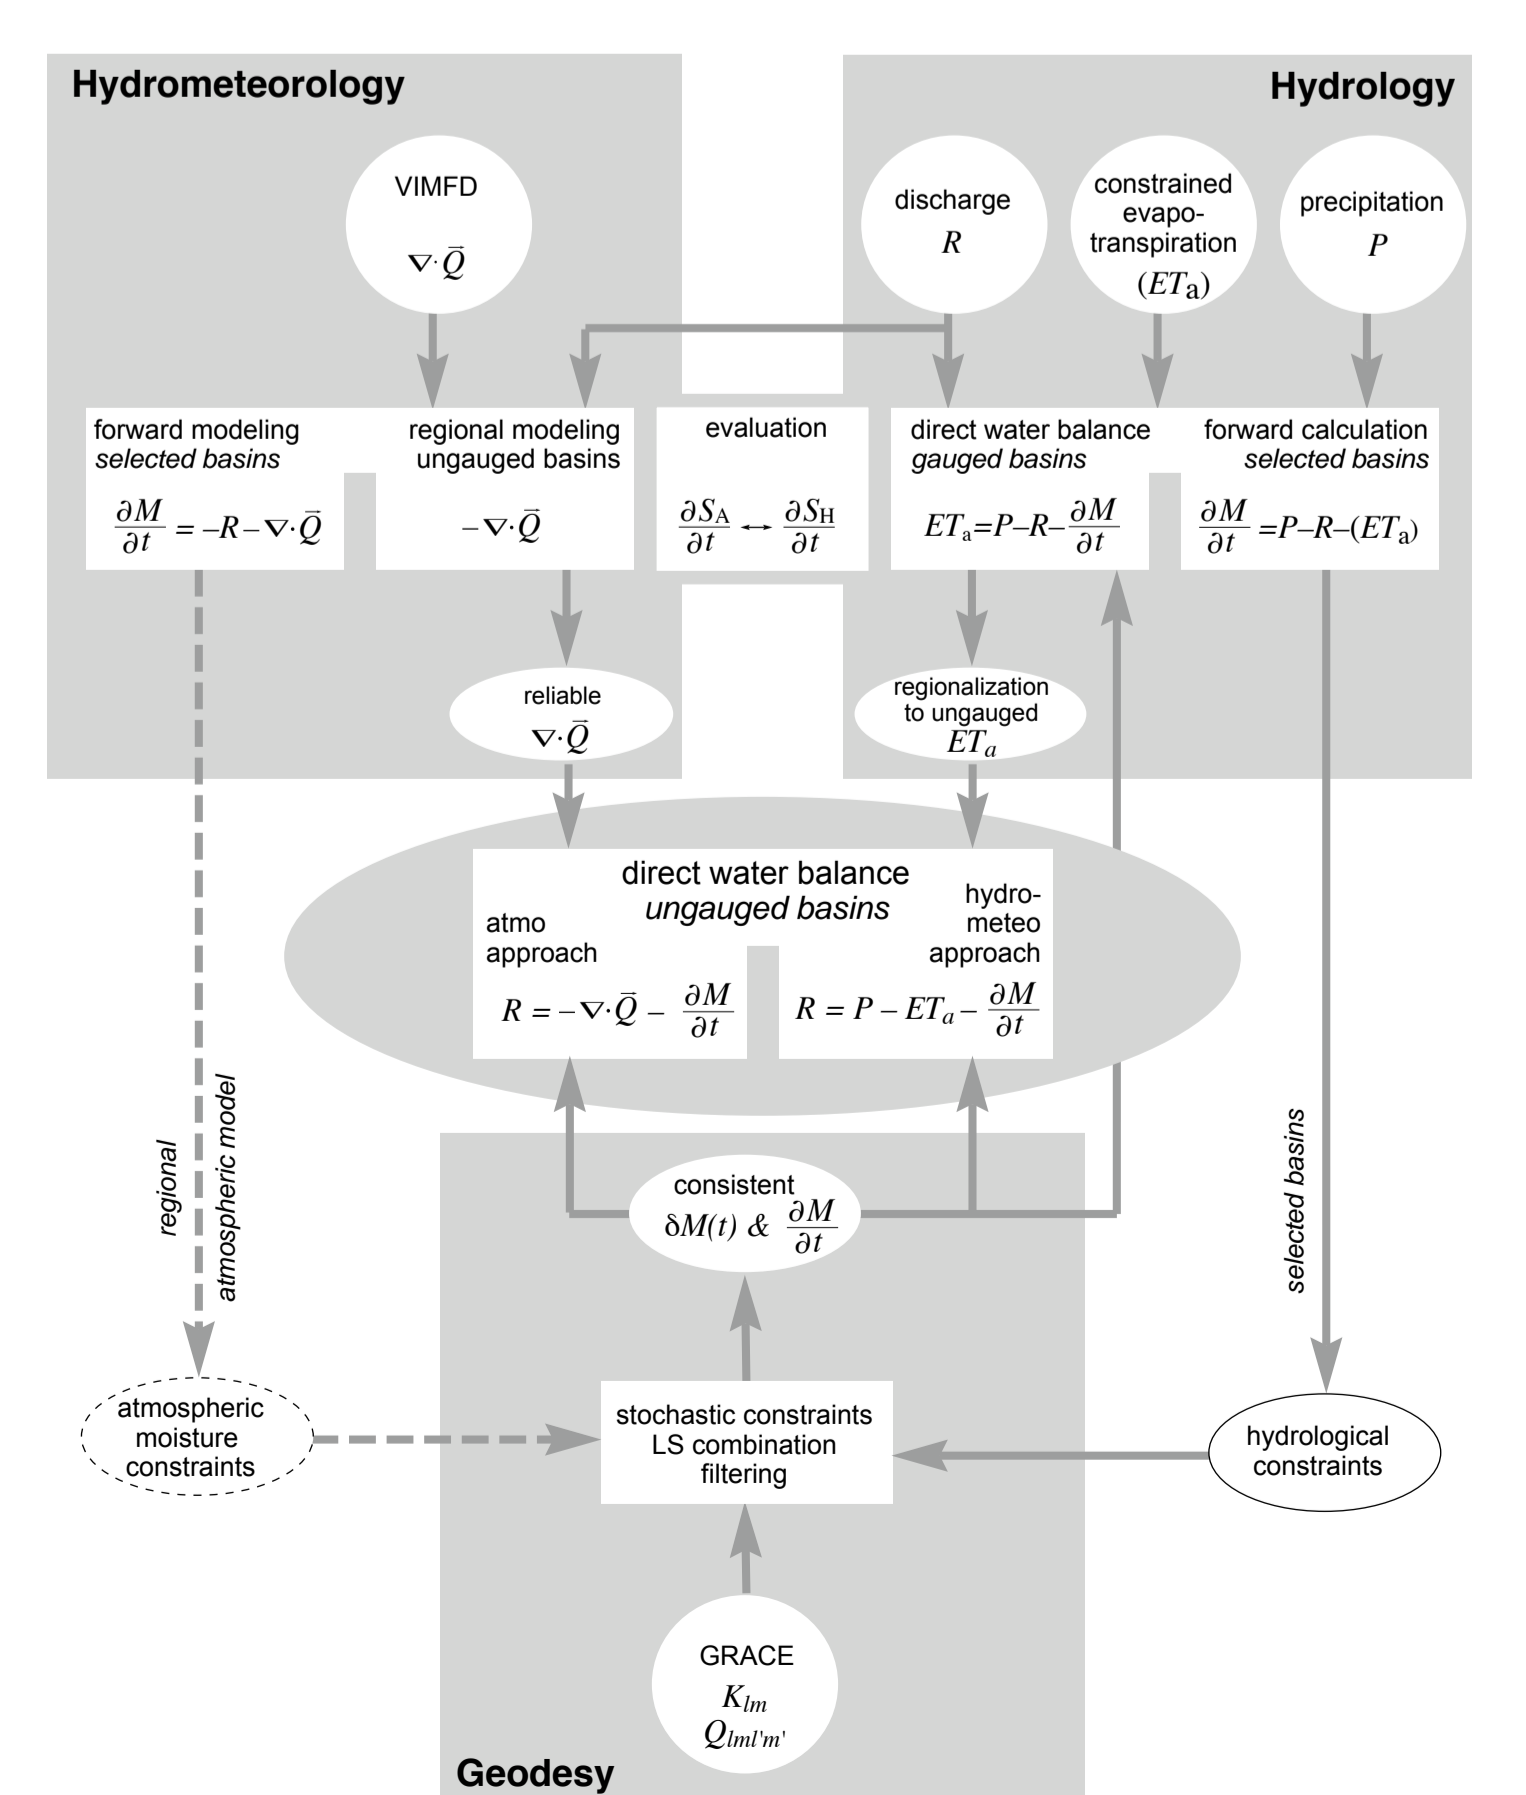 Hydrometeorology
Hydrology
VIMFD
∇·Q⃗
discharge
R
constrained
evapo-
transpiration
(ETa)
precipitation
P
forward modeling
selected basins
∂M/∂t = –R–∇·Q⃗
regional modeling
ungauged basins
–∇·Q⃗
evaluation
∂SA/∂t ↔ ∂SH/∂t
direct water balance
gauged basins
ETa=P–R–∂M/∂t
forward calculation
selected basins
∂M/∂t =P–R–(ETa)
reliable
∇·Q⃗
regionalization
to ungauged
ETa
direct water balance
ungauged basins
atmo
approach
R = –∇·Q⃗ – ∂M/∂t
hydro-
meteo
approach
R = P – ETa – ∂M/∂t
regional
atmospheric model
selected basins
consistent
δM(t) & ∂M/∂t
atmospheric
moisture
constraints
stochastic constraints
LS combination
filtering
hydrological
constraints
GRACE
Klm
Qlml'm'
Geodesy